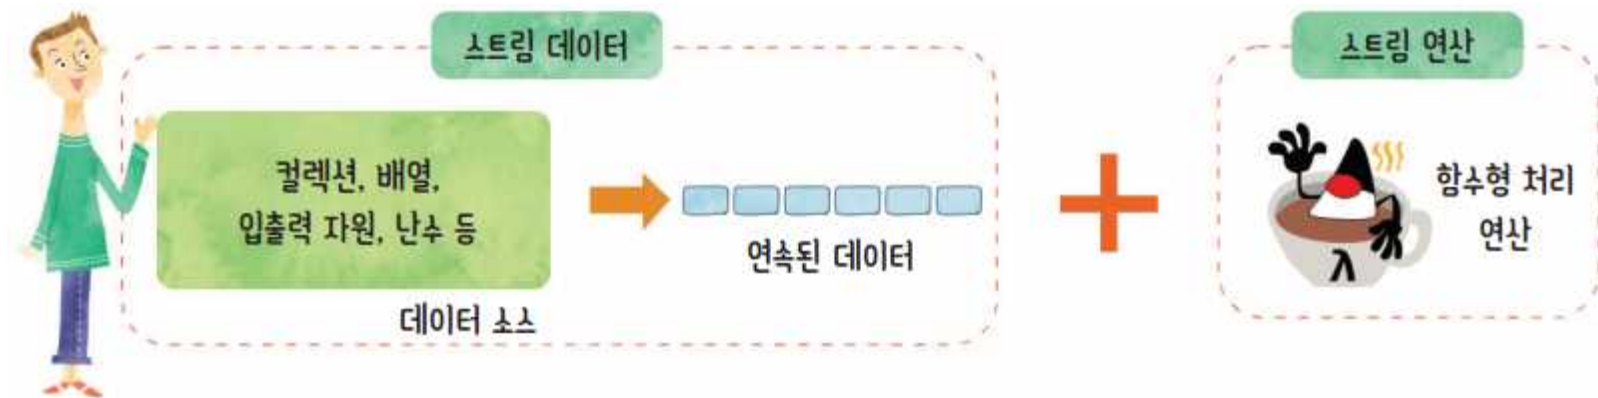 스트림 데이터
컬렉션, 배열,
입출력 자원, 난수 등
데이터 소스
연속된 데이터
스트림 연산
함수형 처리
연산
λ